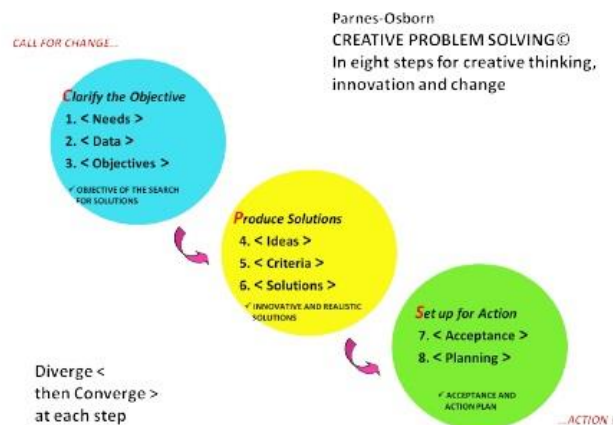 CALL FOR CHANGE...
Parnes-Osborn
CREATIVE PROBLEM SOLVING©
In eight steps for creative thinking,
innovation and change
Clarify the Objective
1. < Needs >
2. < Data >
3. < Objectives >
✓ OBJECTIVE OF THE SEARCH
FOR SOLUTIONS
Produce Solutions
4. < Ideas >
5. < Criteria >
6. < Solutions >
✓ INNOVATIVE AND REALISTIC
SOLUTIONS
Set up for Action
7. < Acceptance >
8. < Planning >
✓ ACCEPTANCE AND
ACTION PLAN
Diverge <
then Converge >
at each step
...ACTION